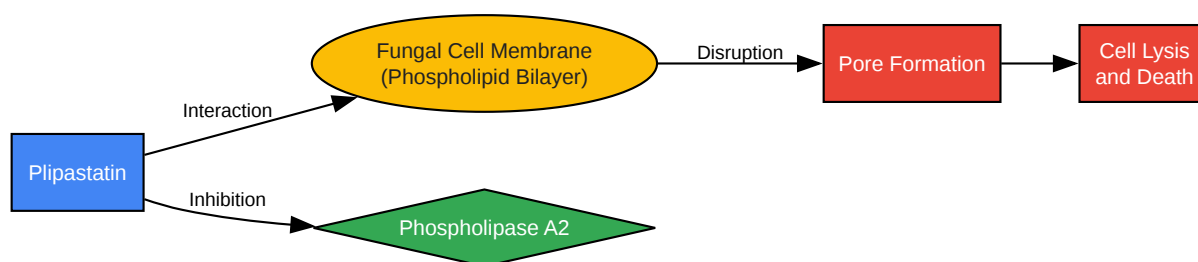 Plipastatin
Interaction
Fungal Cell Membrane
(Phospholipid Bilayer)
Disruption
Pore Formation
Cell Lysis
and Death
Inhibition
Phospholipase A2